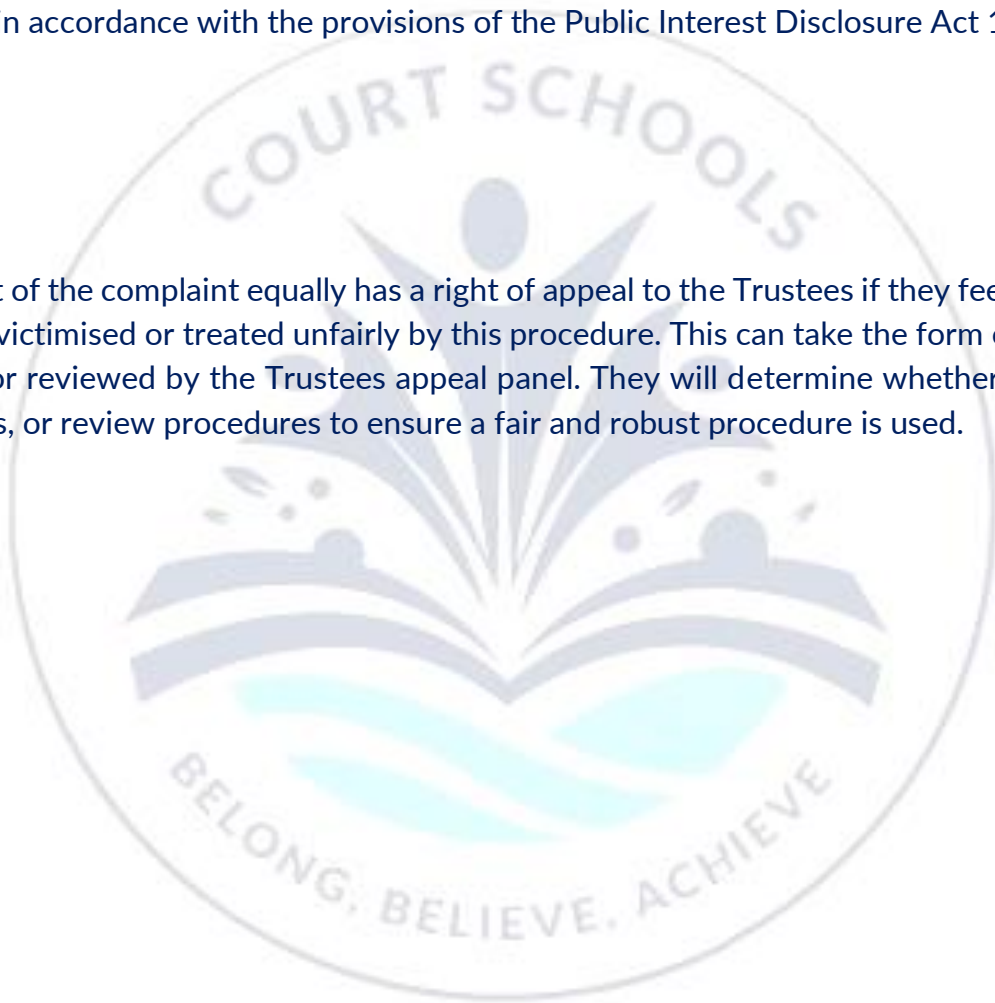 in accordance with the provisions of the Public Interest Disclosure Act
COURT SCHOOLS
of the complaint equally has a right of appeal to the Trustees if they
victimised or treated unfairly by this procedure. This can take the form
or reviewed by the Trustees appeal panel. They will determine whether
, or review procedures to ensure a fair and robust procedure is used.
BELONG, BELIEVE, ACHIEVE